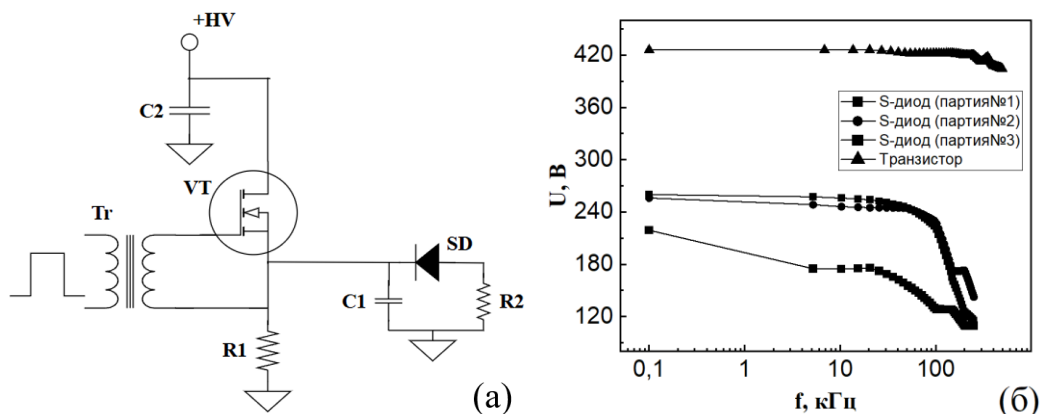 +HV
C2
VT
Tr
SD
C1
R2
R1
(а)
U, В
420
360
300
240
180
120
S-диод (партия№1)
S-диод (партия№2)
S-диод (партия№3)
Транзистор
0,1
1
10
100
f, кГц
(б)